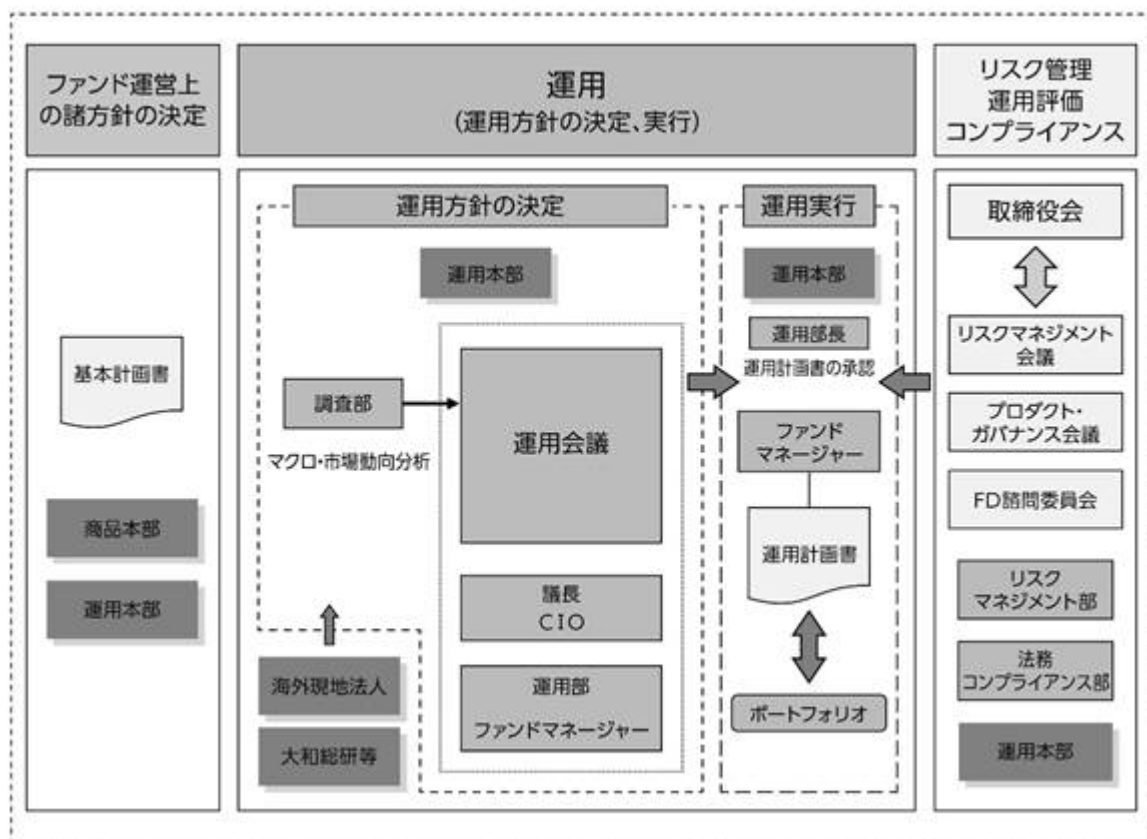 ファンド運営上
の諸方針の決定
運用
(運用方針の決定、実行)
リスク管理
運用評価
コンプライアンス
基本計画書
商品本部
運用本部
運用方針の決定
運用本部
調査部
マクロ・市場動向分析
運用会議
議長
CIO
運用部
ファンドマネージャー
海外現地法人
大和総研等
運用実行
運用本部
運用部長
運用計画書の承認
ファンド
マネージャー
運用計画書
ポートフォリオ
取締役会
リスクマネジメント
会議
プロダクト・
ガバナンス会議
FD諮問委員会
リスク
マネジメント部
法務
コンプライアンス部
運用本部